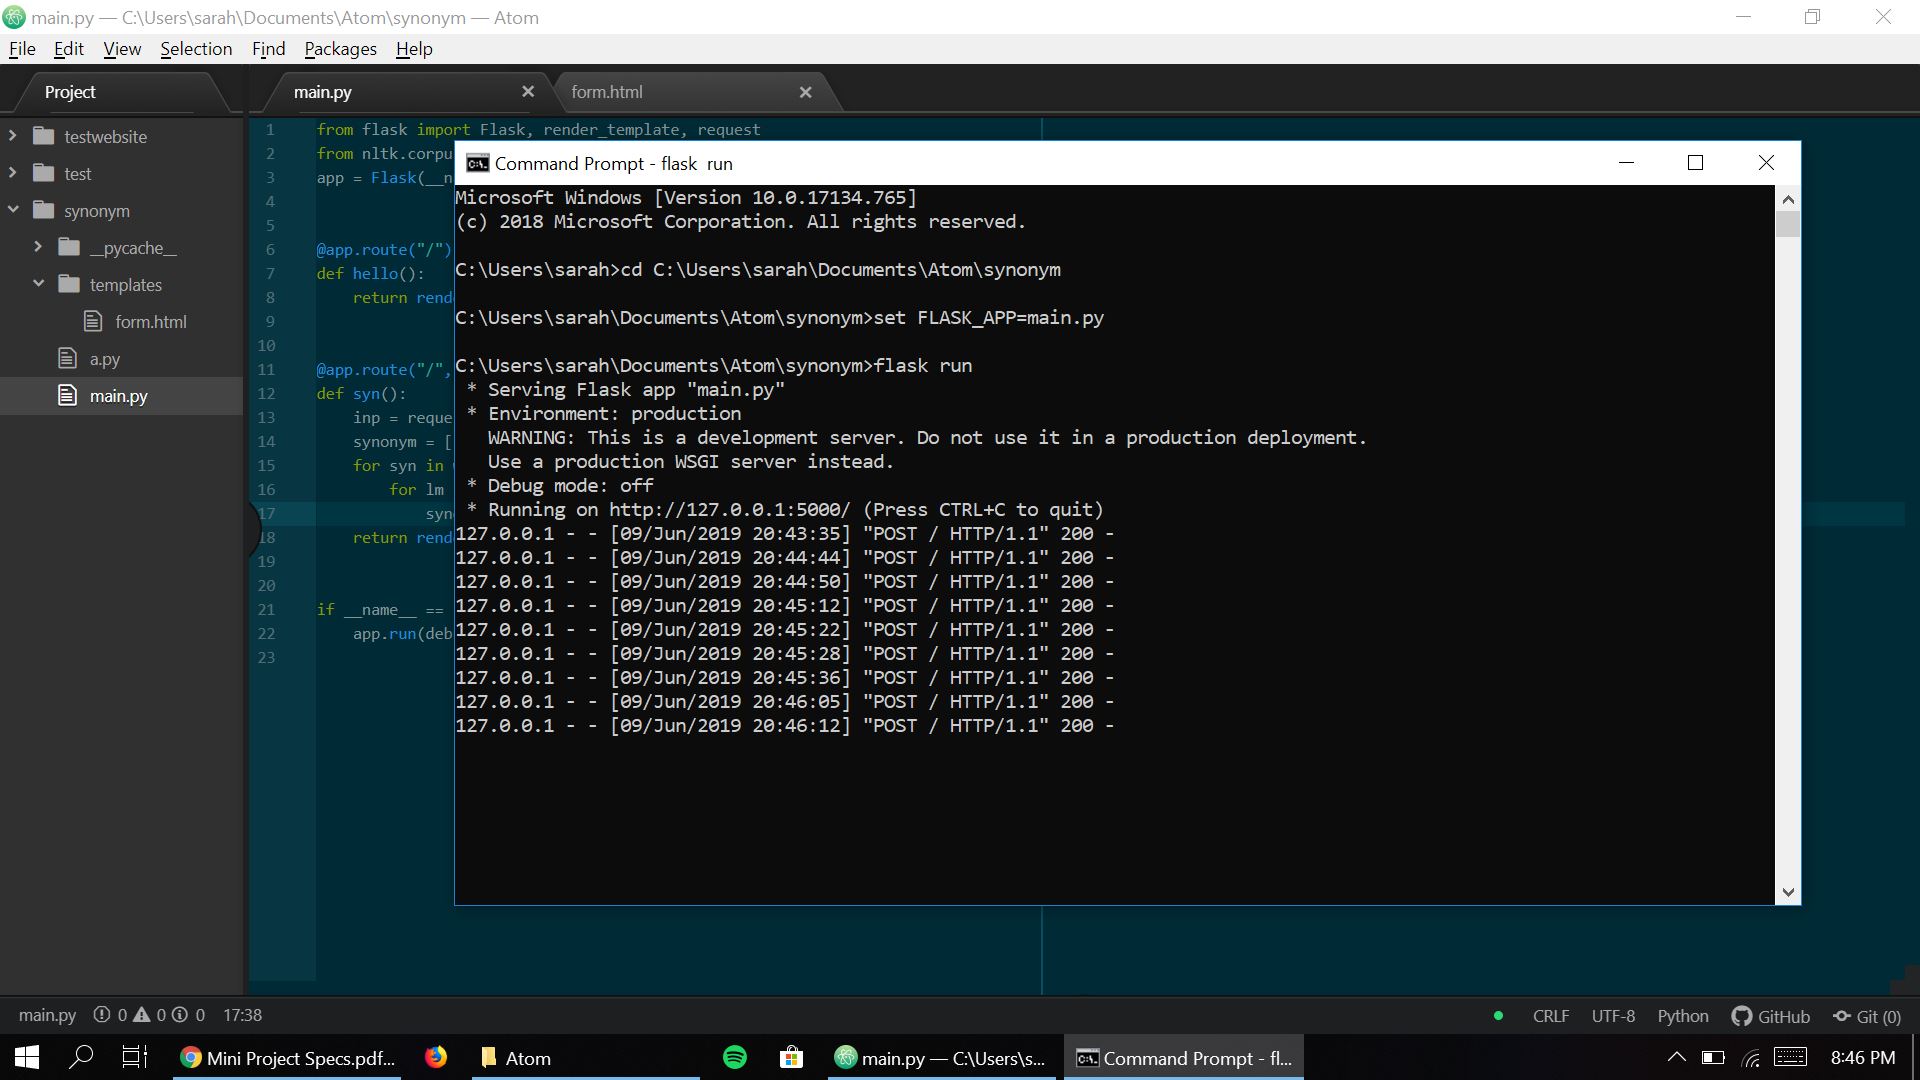 main.py — C:\Users\sarah\Documents\Atom\synonym — Atom
File Edit View Selection Find Packages Help
Project
main.py
form.html
testwebsite
test
synonym
__pycache__
templates
form.html
a.py
main.py
1 from flask import Flask, render_template, request
2 from nltk.corpu
3 app = Flask(__n
4
5
6 @app.route("/")
7 def hello():
8 return rend
9
10
11 @app.route("/",
12 def syn():
13 inp = reque
14 synonym = [
15 for syn in
16 for lm
17 syn
18 return rend
19
20
21 if __name__ ==
22 app.run(deb
23
Command Prompt - flask run
Microsoft Windows [Version 10.0.17134.765]
(c) 2018 Microsoft Corporation. All rights reserved.
C:\Users\sarah>cd C:\Users\sarah\Documents\Atom\synonym
C:\Users\sarah\Documents\Atom\synonym>set FLASK_APP=main.py
C:\Users\sarah\Documents\Atom\synonym>flask run
* Serving Flask app "main.py"
* Environment: production
WARNING: This is a development server. Do not use it in a production deployment.
Use a production WSGI server instead.
* Debug mode: off
* Running on http://127.0.0.1:5000/ (Press CTRL+C to quit)
127.0.0.1 - - [09/Jun/2019 20:43:35] "POST / HTTP/1.1" 200 -
127.0.0.1 - - [09/Jun/2019 20:44:44] "POST / HTTP/1.1" 200 -
127.0.0.1 - - [09/Jun/2019 20:44:50] "POST / HTTP/1.1" 200 -
127.0.0.1 - - [09/Jun/2019 20:45:12] "POST / HTTP/1.1" 200 -
127.0.0.1 - - [09/Jun/2019 20:45:22] "POST / HTTP/1.1" 200 -
127.0.0.1 - - [09/Jun/2019 20:45:28] "POST / HTTP/1.1" 200 -
127.0.0.1 - - [09/Jun/2019 20:45:36] "POST / HTTP/1.1" 200 -
127.0.0.1 - - [09/Jun/2019 20:46:05] "POST / HTTP/1.1" 200 -
127.0.0.1 - - [09/Jun/2019 20:46:12] "POST / HTTP/1.1" 200 -
main.py 0 0 0 17:38
CRLF UTF-8 Python GitHub Git (0)
Mini Project Specs.pdf... Atom main.py — C:\Users\s... Command Prompt - fl... 8:46 PM